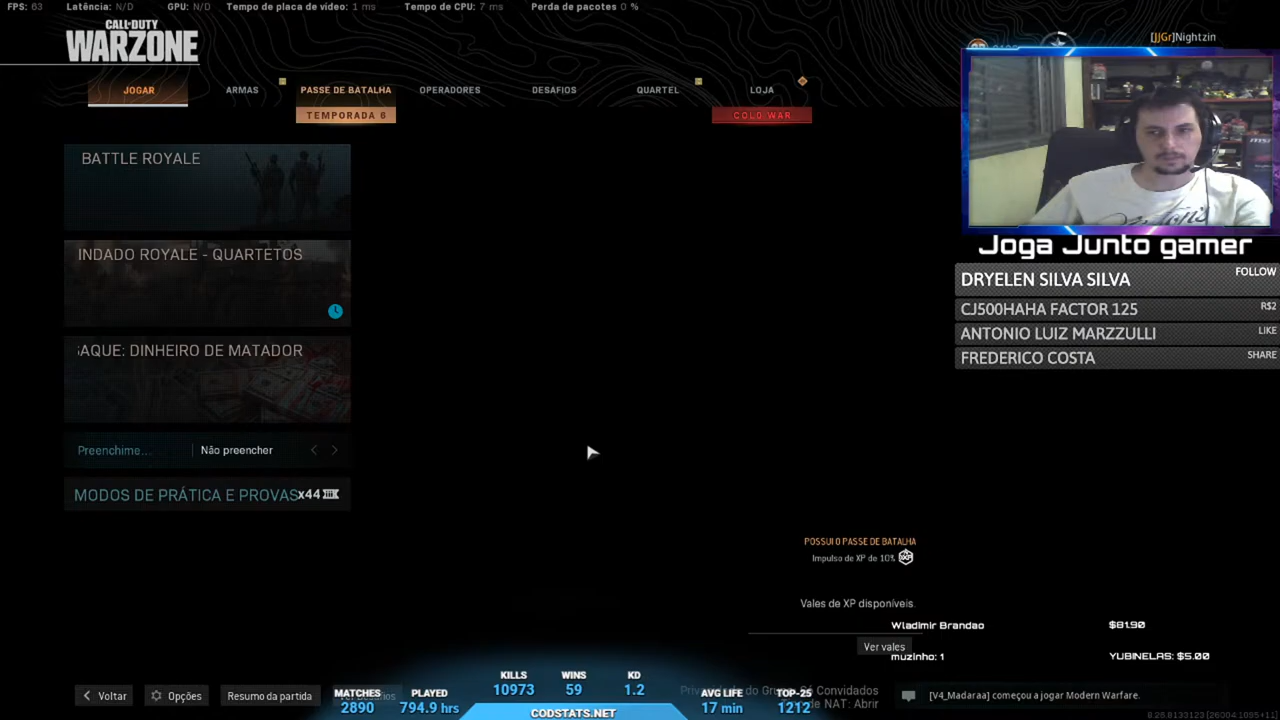 FPS: 63 Latência: N/D GPU: N/D Tempo de placa de vídeo: 1 ms Tempo de CPU: 7 ms Perda de pacotes 0 %
CALL·DUTY
WARZONE
[JJGr]Nightzin
JOGAR ARMAS PASSE DE BATALHA OPERADORES DESAFIOS QUARTEL LOJA
TEMPORADA 6 COLD WAR
BATTLE ROYALE
INDADO ROYALE - QUARTETOS
AQUE: DINHEIRO DE MATADOR
Preenchime... Não preencher
MODOS DE PRÁTICA E PROVAS x44
Joga Junto gamer
DRYELEN SILVA SILVA FOLLOW
CJ500HAHA FACTOR 125 R$2
ANTONIO LUIZ MARZZULLI LIKE
FREDERICO COSTA SHARE
POSSUI O PASSE DE BATALHA
Impulso de XP de 10%
Vales de XP disponíveis.
Wladimir Brandao $81.90
Ver vales
muzinho: 1 YUBINELAS: $5.00
Voltar Opções Resumo da partida
MATCHES
2890
PLAYED
794.9 hrs
KILLS
10973
WINS
59
KD
1.2
AVG LIFE
17 min
TOP-25
1212
CODSTATS.NET
Convidados
de NAT: Abrir
[V4_Madaraa] começou a jogar Modern Warfare.